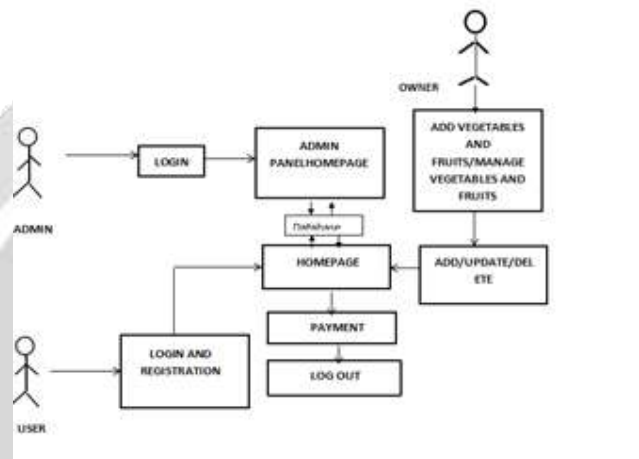 OWNER
ADD VEGETABLES
AND
FRUITS/MANAGE
VEGETABLES AND
FRUITS
ADMIN
PANELHOMEPAGE
LOGIN
ADMIN
Database
HOMEPAGE
ADD/UPDATE/DEL
ETE
PAYMENT
LOGIN AND
REGISTRATION
LOG OUT
USER